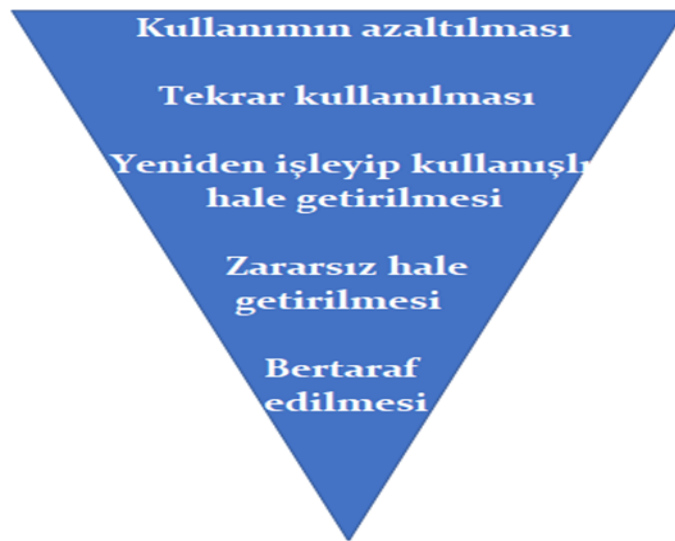 Kullanımın azaltılması
Tekrar kullanılması
Yeniden işleyip kullanışlı
hale getirilmesi
Zararsız hale
getirilmesi
Bertaraf
edilmesi